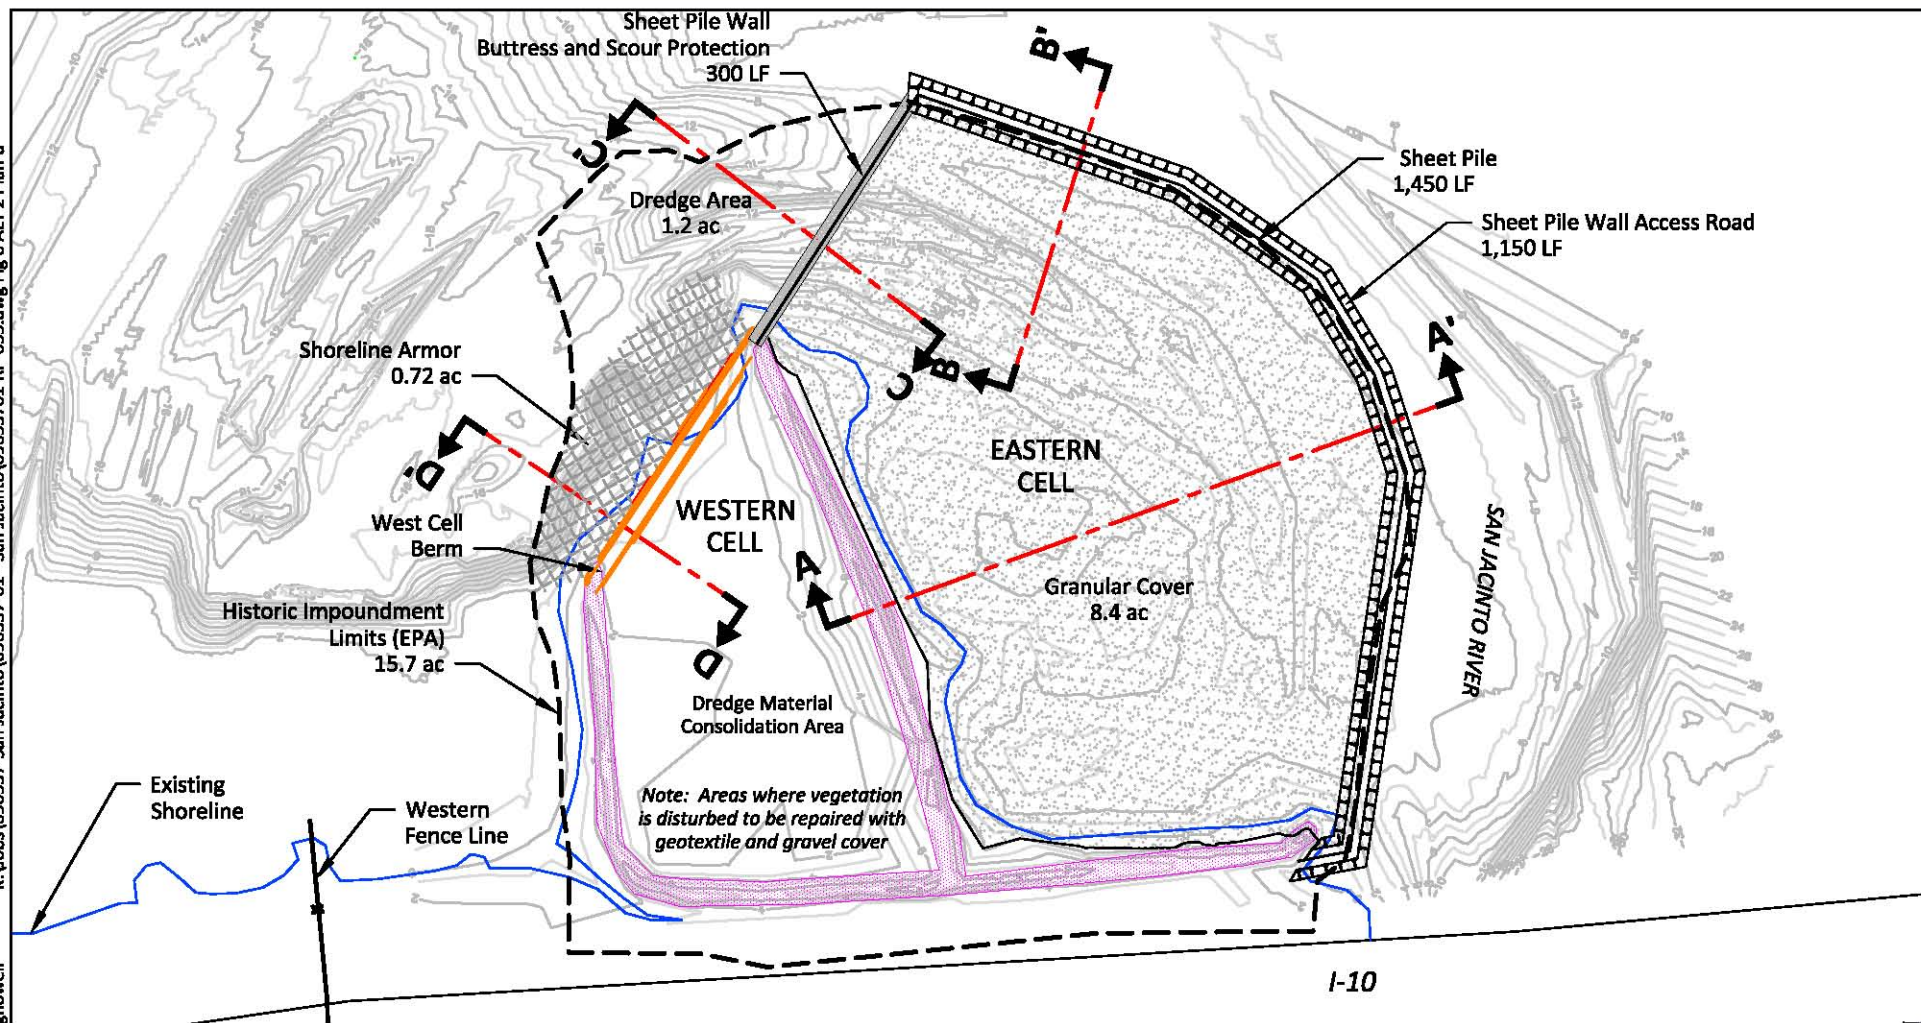 Sheet Pile Wall
Buttress and Scour Protection
300 LF
B'
C'
Sheet Pile
1,450 LF
Dredge Area
1.2 ac
Sheet Pile Wall Access Road
1,150 LF
A'
Shoreline Armor
0.72 ac
B
C
D'
EASTERN
CELL
WESTERN
CELL
West Cell
Berm
A
SAN JACINTO RIVER
Granular Cover
8.4 ac
Historic Impoundment
Limits (EPA)
15.7 ac
D
Dredge Material
Consolidation Area
Existing
Shoreline
Western
Fence Line
Note: Areas where vegetation
is disturbed to be repaired with
geotextile and gravel cover
I-10